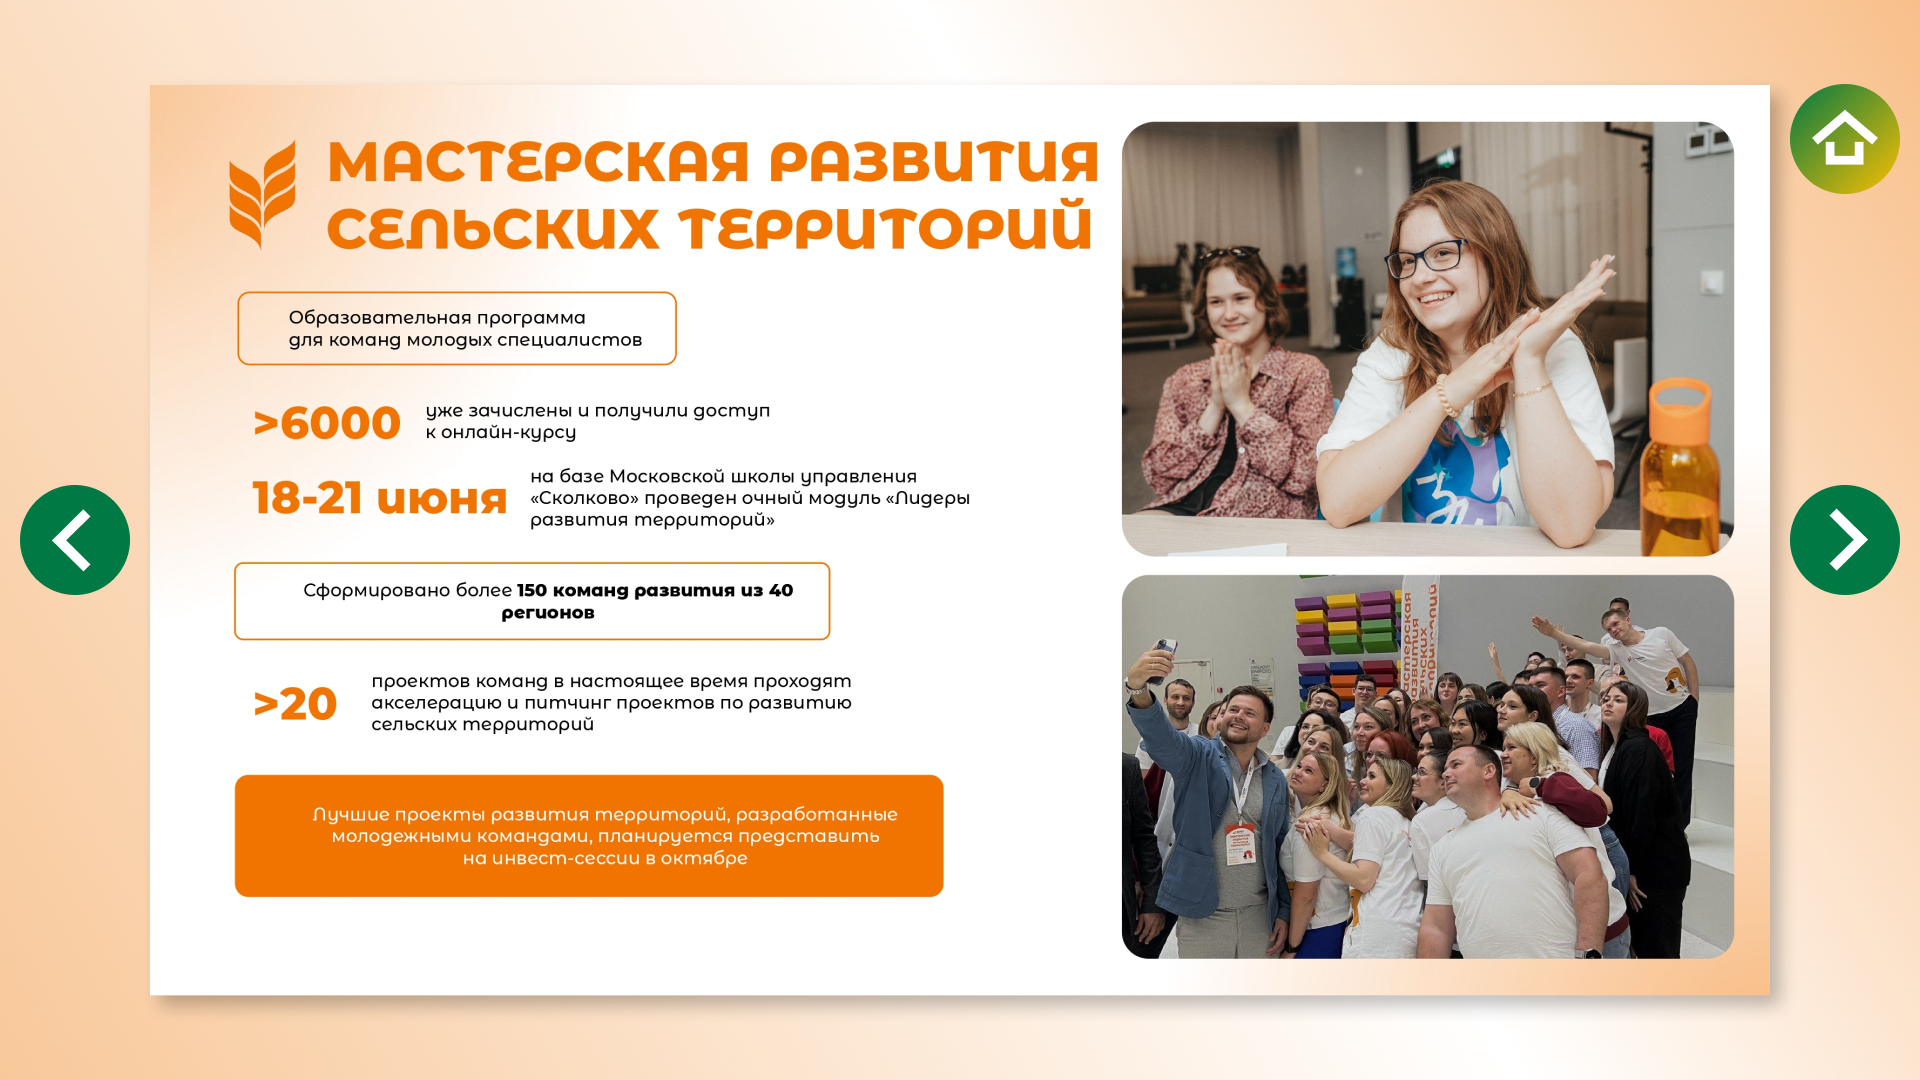 МАСТЕРСКАЯ РАЗВИТИЯ
СЕЛЬСКИХ ТЕРРИТОРИЙ
Образовательная программа
для команд молодых специалистов
>6000
уже зачислены и получили доступ
к онлайн-курсу
18-21 июня
на базе Московской школы управления
«Сколково» проведен очный модуль «Лидеры
развития территорий»
Сформировано более 150 команд развития из 40
регионов
>20
проектов команд в настоящее время проходят
акселерацию и питчинг проектов по развитию
сельских территорий
Лучшие проекты развития территорий, разработанные
молодежными командами, планируется представить
на инвест-сессии в октябре